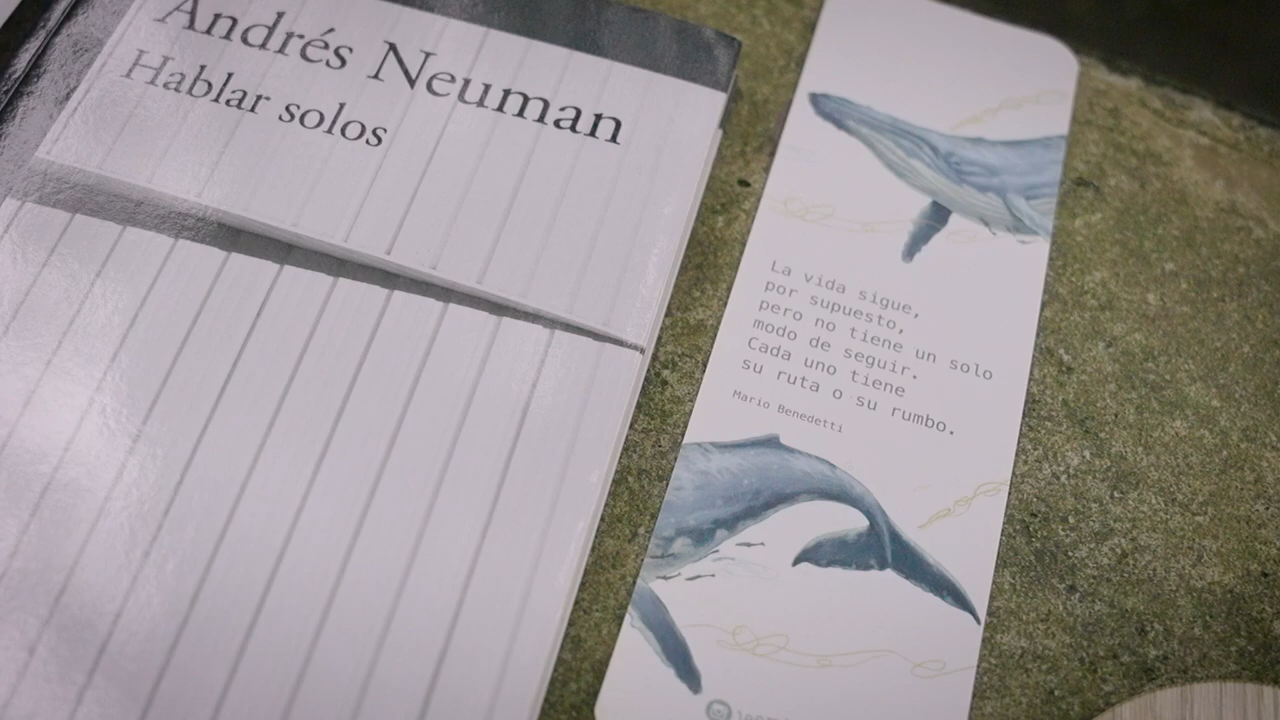 Andrés Neuman
Hablar solos
La vida sigue,
por supuesto,
pero no tiene un solo
modo de seguir.
Cada uno tiene
su ruta o su rumbo.
Mario Benedetti